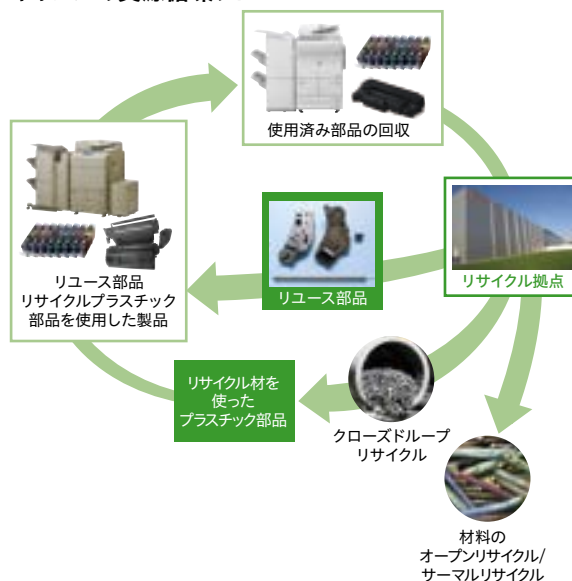 使用済み部品の回収
リユース部品
リサイクルプラスチック
部品を使用した製品
リユース部品
リサイクル拠点
リサイクル材を
使った
プラスチック部品
クローズドループ
リサイクル
材料の
オープンリサイクル/
サーマルリサイクル